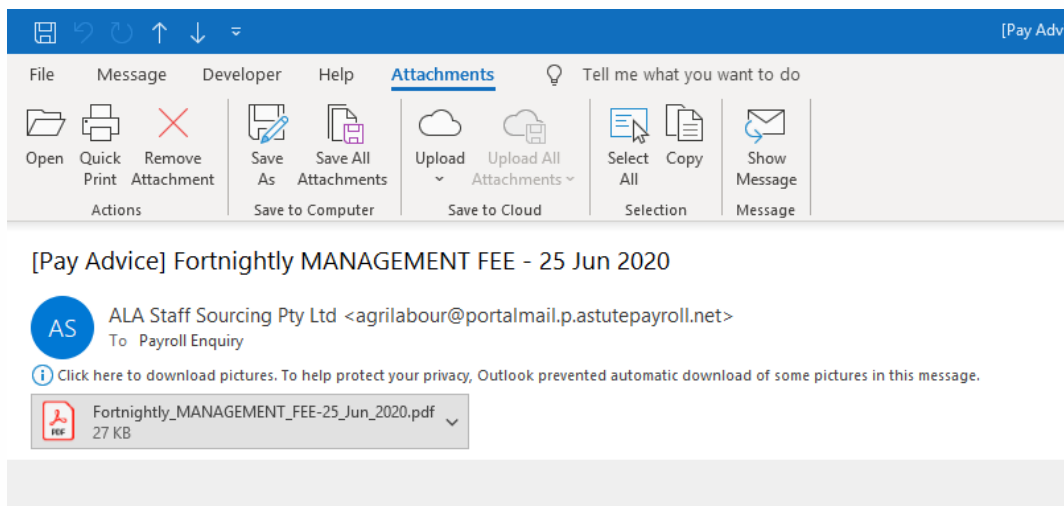 [Pay Adv
File Message Developer Help Attachments Tell me what you want to do
Open Quick Print Remove Attachment Save As Save All Attachments Upload Upload All Attachments Select All Copy Show Message
Actions Save to Computer Save to Cloud Selection Message
[Pay Advice] Fortnightly MANAGEMENT FEE - 25 Jun 2020
AS
ALA Staff Sourcing Pty Ltd <agrilabour@portalmail.p.astutepayroll.net>
To Payroll Enquiry
Click here to download pictures. To help protect your privacy, Outlook prevented automatic download of some pictures in this message.
Fortnightly_MANAGEMENT_FEE-25_Jun_2020.pdf
PDF
27 KB